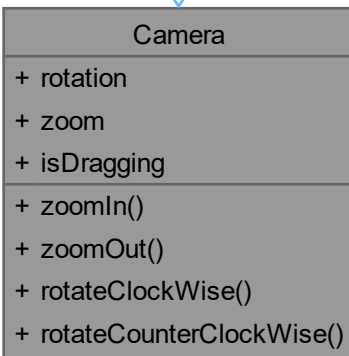 Camera
+ rotation
+ zoom
+ isDragging
+ zoomIn()
+ zoomOut()
+ rotateClockWise()
+ rotateCounterClockWise()